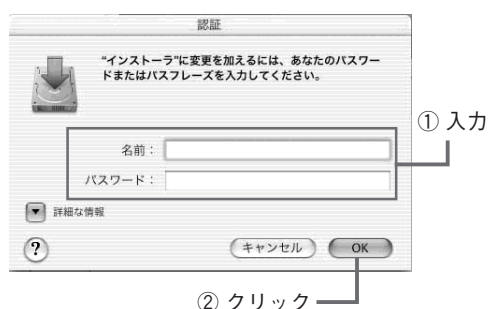 認証
"インストーラ"に変更を加えるには、あなたのパスワー
ドまたはパスフレーズを入力してください。
① 入力
名前：
パスワード：
詳細な情報
?
キャンセル
OK
② クリック